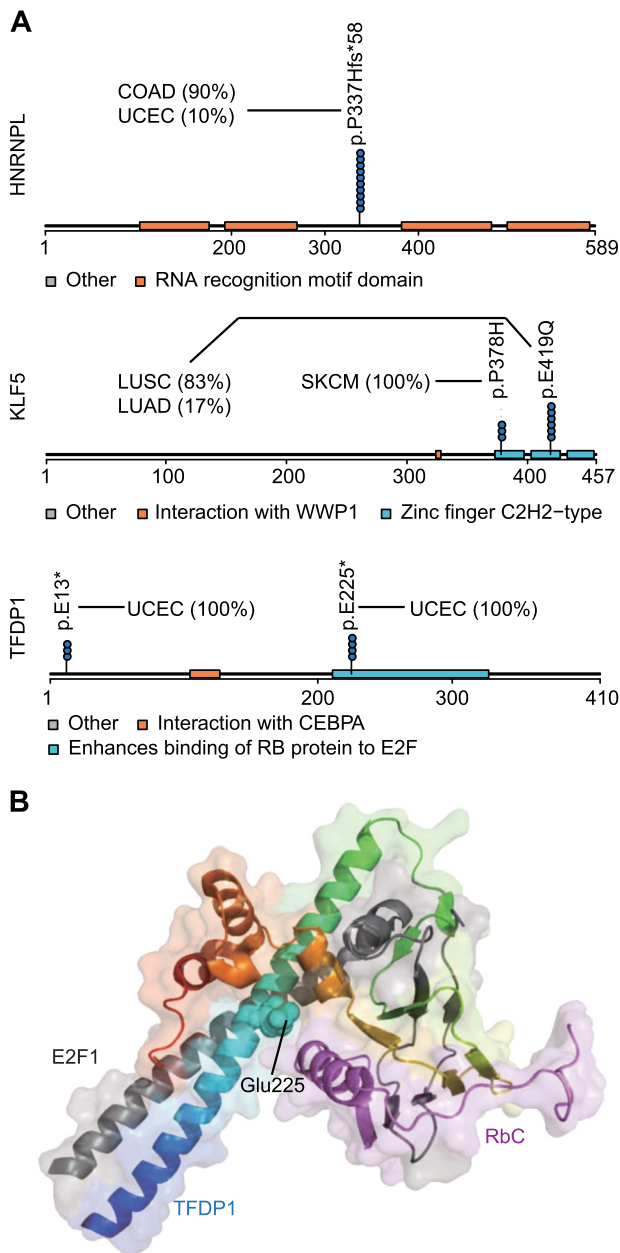 A
HNRNPL
COAD (90%)
UCEC (10%)
p.P337Hfs*58
1 200 300 400 589
Other RNA recognition motif domain
KLF5
LUSC (83%)
LUAD (17%)
SKCM (100%)
p.P378H
p.E419Q
1 100 200 300 400 457
Other Interaction with WWP1 Zinc finger C2H2−type
TFDP1
p.E13*
UCEC (100%)
p.E225*
UCEC (100%)
1 200 300 410
Other Interaction with CEBPA
Enhances binding of RB protein to E2F
B
E2F1
Glu225
RbC
TFDP1